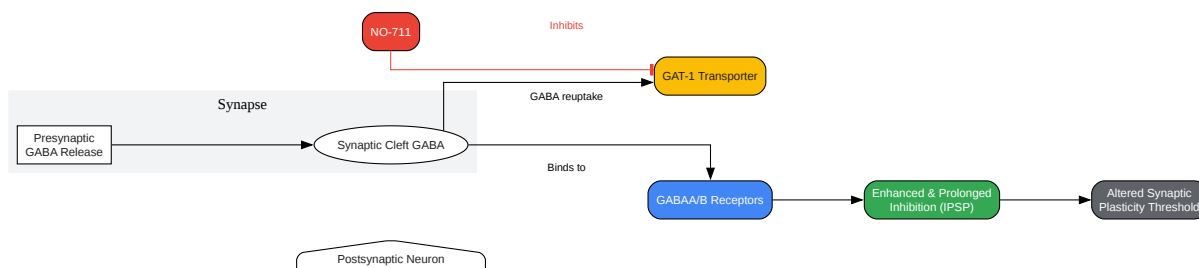 NO-711
Inhibits
GAT-1 Transporter
GABA reuptake
Synapse
Presynaptic
GABA Release
Synaptic Cleft GABA
Binds to
GABAA/B Receptors
Enhanced & Prolonged
Inhibition (IPSP)
Altered Synaptic
Plasticity Threshold
Postsynaptic Neuron